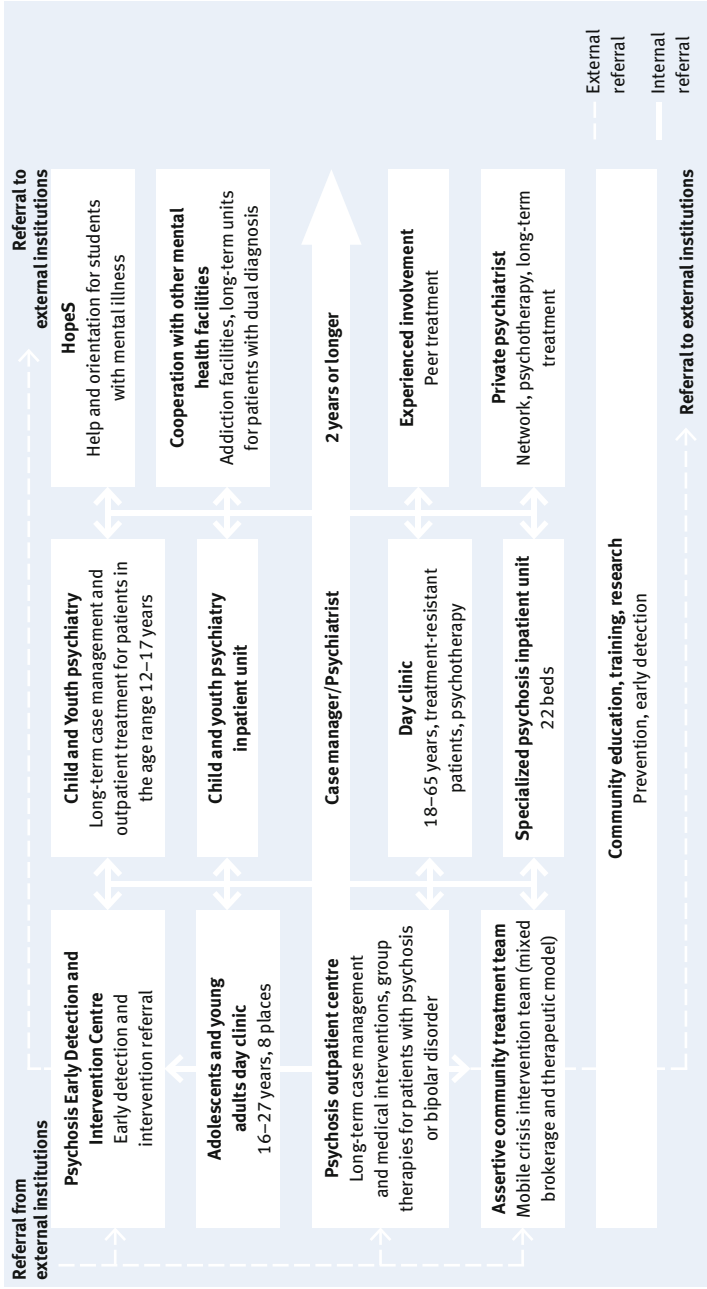 Referral from
external institutions
Referral to
external institutions
Psychosis Early Detection and
Intervention Centre
Early detection and
intervention referral
Child and Youth psychiatry
Long-term case management and
outpatient treatment for patients in
the age range 12–17 years
HopeS
Help and orientation for students
with mental illness
Adolescents and young
adults day clinic
16–27 years, 8 places
Child and youth psychiatry
inpatient unit
Cooperation with other mental
health facilities
Addiction facilities, long-term units
for patients with dual diagnosis
Psychosis outpatient centre
Long-term case management
and medical interventions, group
therapies for patients with psychosis
or bipolar disorder
Case manager/Psychiatrist
2 years or longer
Day clinic
18–65 years, treatment-resistant
patients, psychotherapy
Experienced involvement
Peer treatment
Assertive community treatment team
Mobile crisis intervention team (mixed
brokerage and therapeutic model)
Specialized psychosis inpatient unit
22 beds
Private psychiatrist
Network, psychotherapy, long-term
treatment
Community education, training, research
Prevention, early detection
External
referral
Internal
referral
Referral to external institutions